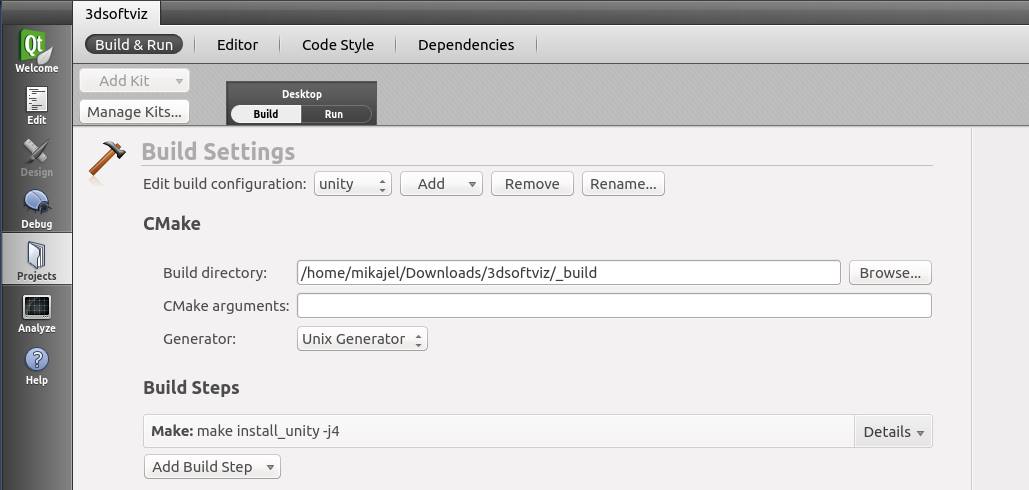 3dsoftviz
Build & Run Editor Code Style Dependencies
Qt
Welcome
Edit
Design
Debug
Projects
Analyze
?
Help
Add Kit
Manage Kits...
Desktop
Build Run
Build Settings
Edit build configuration: unity Add Remove Rename...
CMake
Build directory: /home/mikajel/Downloads/3dsoftviz/_build Browse...
CMake arguments:
Generator: Unix Generator
Build Steps
Make: make install_unity -j4 Details
Add Build Step